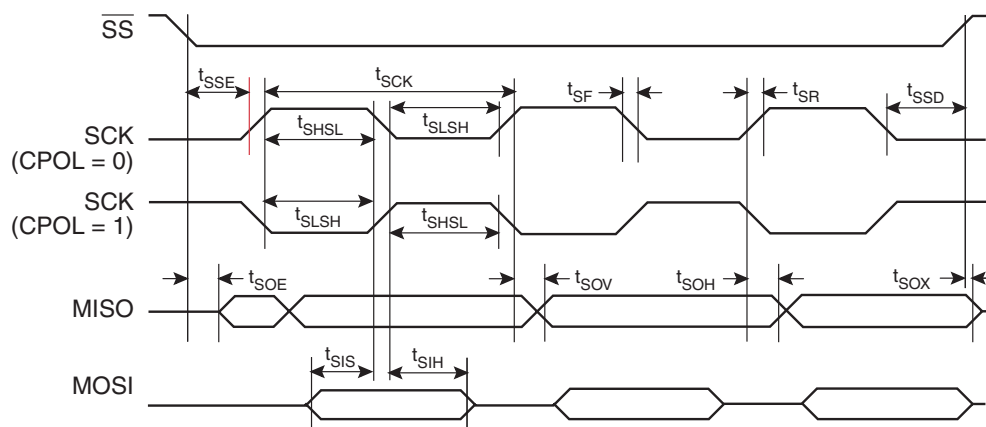 SS
tSSE
tSCK
tSF
tSR
tSSD
SCK
(CPOL = 0)
tSHSL
tSLSH
SCK
(CPOL = 1)
tSLSH
tSHSL
tSOE
tSOV
tSOH
tSOX
MISO
tSIS
tSIH
MOSI